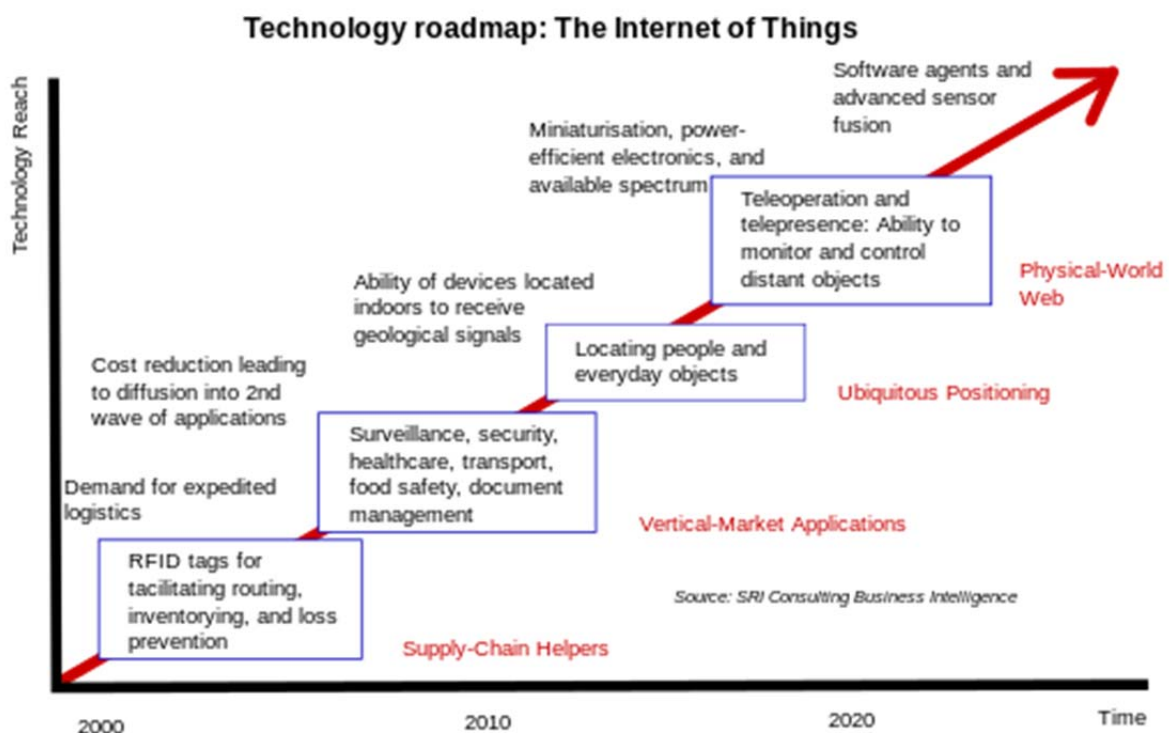 Technology roadmap: The Internet of Things
Technology Reach
Software agents and
advanced sensor
fusion
Miniaturisation, power-
efficient electronics, and
available spectrum
Teleoperation and
telepresence: Ability to
monitor and control
distant objects
Physical-World
Web
Ability of devices located
indoors to receive
geological signals
Locating people and
everyday objects
Ubiquitous Positioning
Cost reduction leading
to diffusion into 2nd
wave of applications
Surveillance, security,
healthcare, transport,
food safety, document
management
Vertical-Market Applications
Demand for expedited
logistics
RFID tags for
tacilitating routing,
inventorying, and loss
prevention
Supply-Chain Helpers
Source: SRI Consulting Business Intelligence
2000
2010
2020
Time